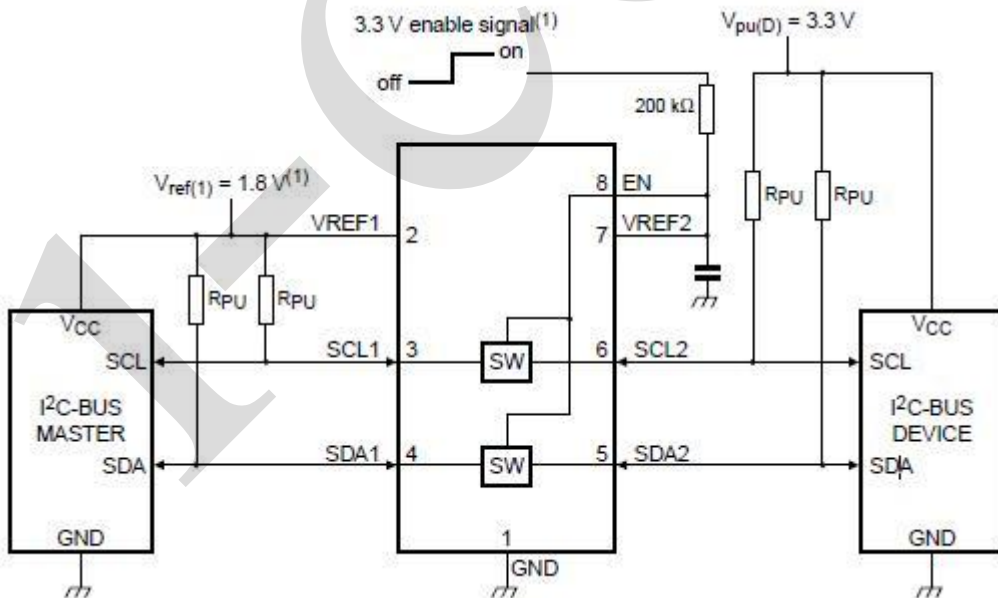 3.3 V enable signal(1)
on
off
Vpu(D) = 3.3 V
200 kΩ
Vref(1) = 1.8 V(1)
8 EN
RPU RPU
VREF1 2
7 VREF2
RPU RPU
VCC
VCC
SCL
SCL1 3
SW
6 SCL2
SCL
I²C-BUS
MASTER
I²C-BUS
DEVICE
SDA
SDA1 4
SW
5 SDA2
SDA
GND
1
GND
GND